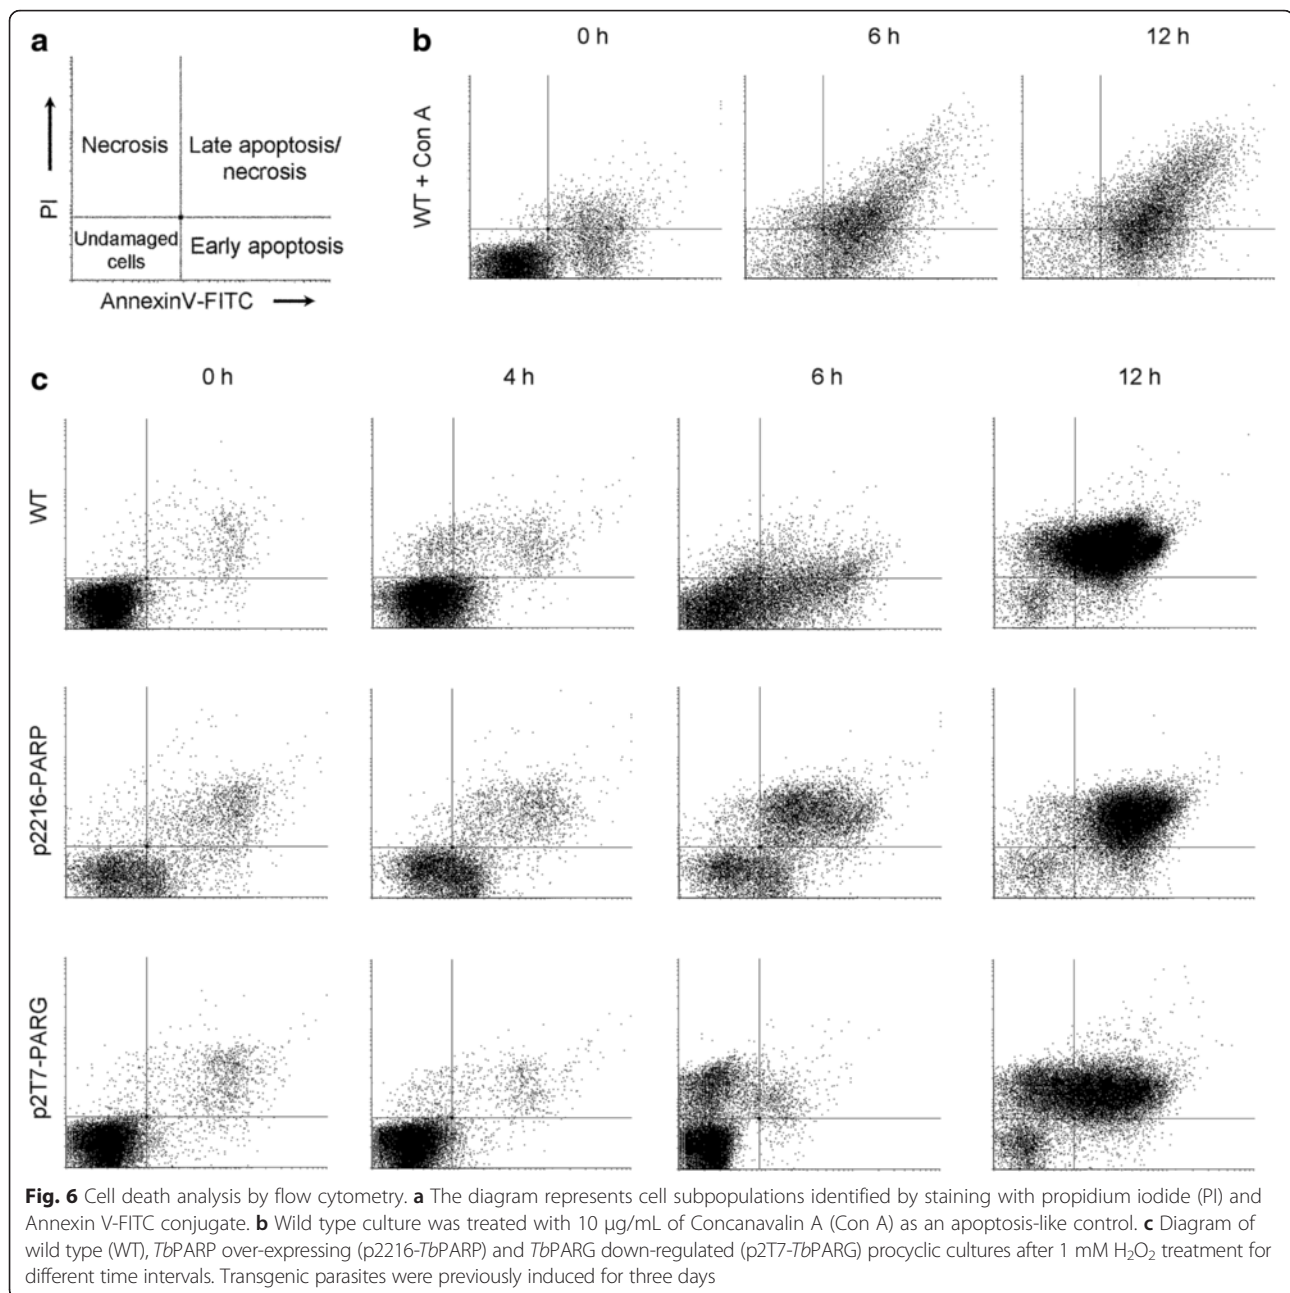 a
PI
Necrosis
Late apoptosis/
necrosis
Undamaged
cells
Early apoptosis
AnnexinV-FITC
b
0 h
6 h
12 h
WT + Con A
c
0 h
4 h
6 h
12 h
WT
p2216-PARP
p2T7-PARG
Fig. 6 Cell death analysis by flow cytometry. a The diagram represents cell subpopulations identified by staining with propidium iodide (PI) and
Annexin V-FITC conjugate. b Wild type culture was treated with 10 μg/mL of Concanavalin A (Con A) as an apoptosis-like control. c Diagram of
wild type (WT), TbPARP over-expressing (p2216-TbPARP) and TbPARG down-regulated (p2T7-TbPARG) procyclic cultures after 1 mM H₂O₂ treatment for
different time intervals. Transgenic parasites were previously induced for three days